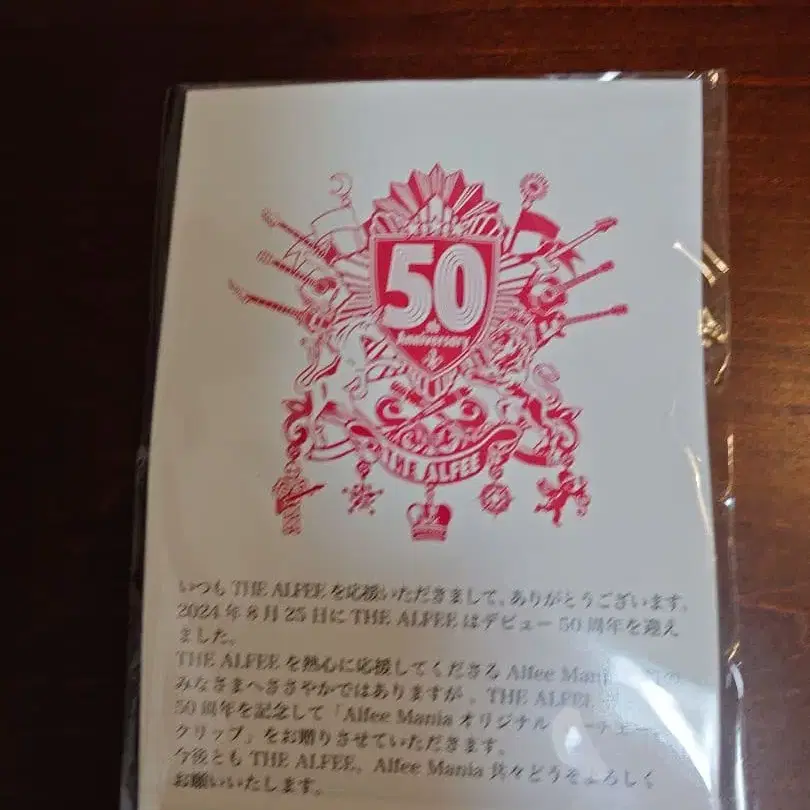 50
th
Anniversary
THE ALFEE
いつも THE ALFEE を応援いただきまして、ありがとうございます。
2024 年 8 月 25 日に THE ALFEE はデビュー 50 周年を迎え
ました。
THE ALFEE を熱心に応援してくださる Alfee Mania の
みなさまへささやかではありますが 、THE ALFEE
50 周年を記念して「Alfee Mania オリジナル
クリップ」をお贈りさせていただきます。
今後とも THE ALFEE、Alfee Mania 共々どうぞよろしく
お願いいたします。